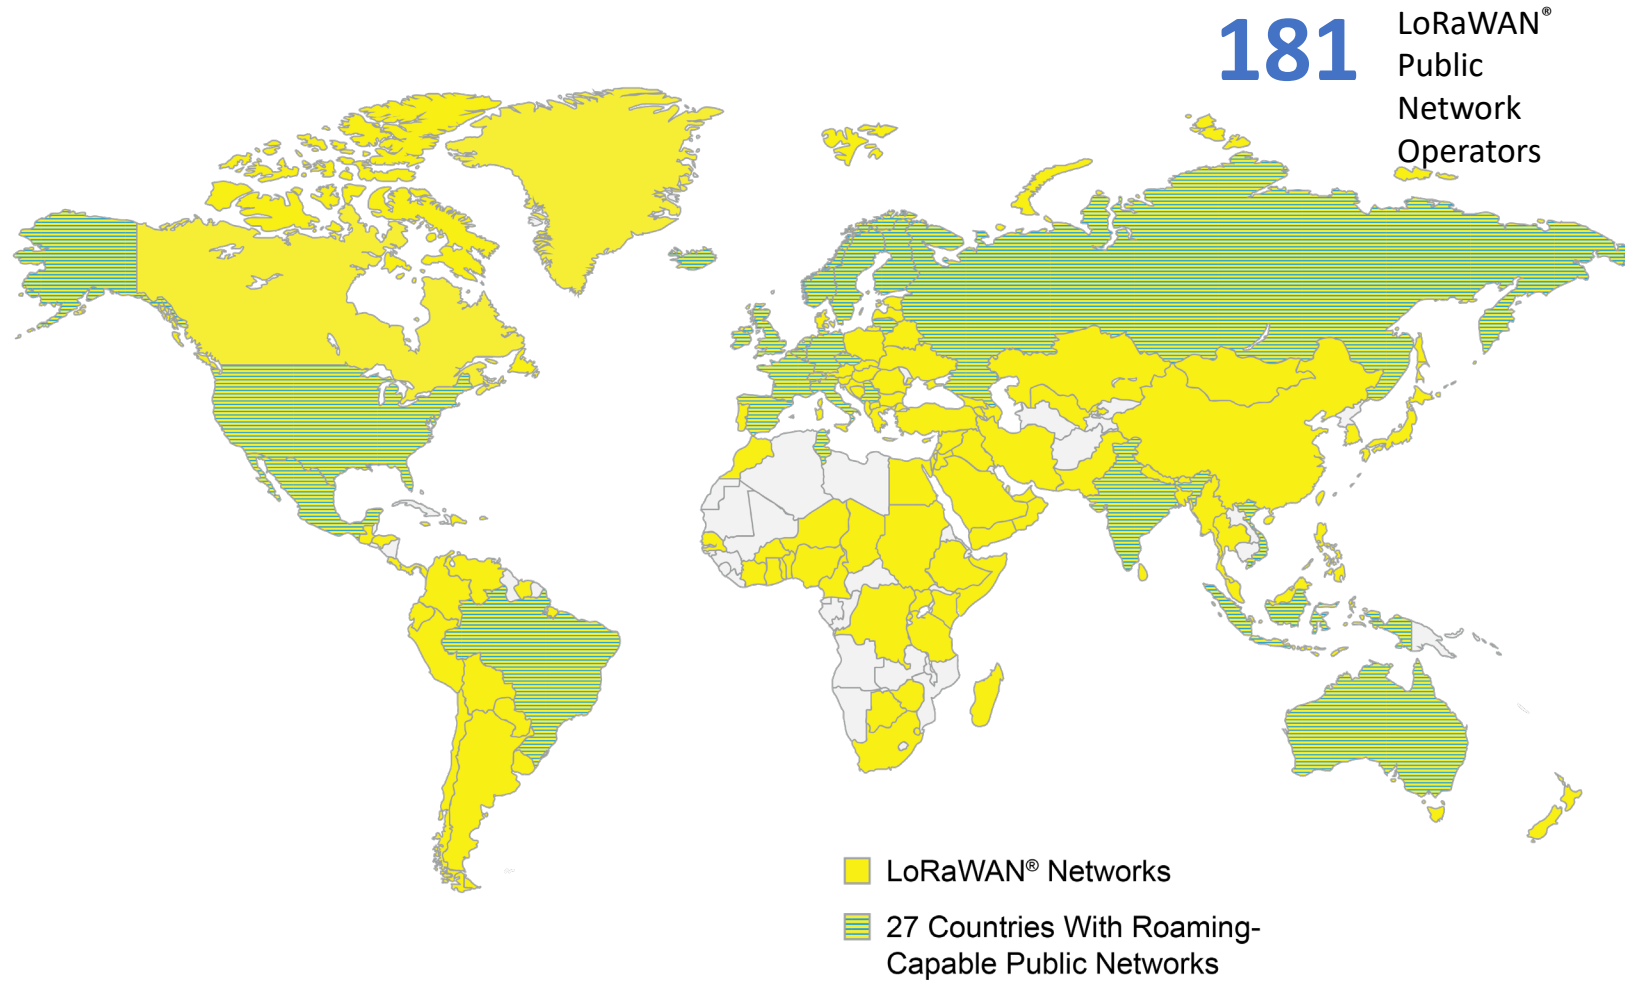 181
LoRaWAN®
Public
Network
Operators
LoRaWAN® Networks
27 Countries With Roaming-
Capable Public Networks